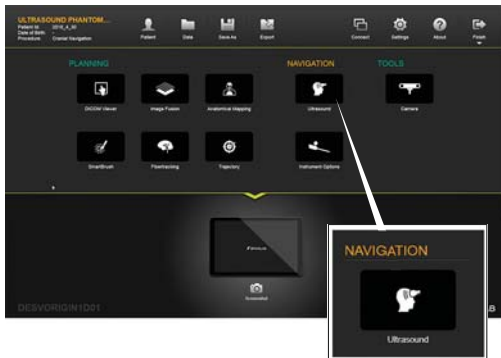 ULTRASOUND PHANTOM...
Patient Id: 2016_4_30
Date of Birth: -
Procedure: Cranial Navigation
Patient
Data
Save As
Export
Connect
Settings
About
Finish
PLANNING
NAVIGATION
TOOLS
DICOM Viewer
Image Fusion
Anatomical Mapping
Ultrasound
Camera
SmartBrush
Fibertracking
Trajectory
Instrument Options
Screenshot
DESVORIGIN1D01
NAVIGATION
Ultrasound